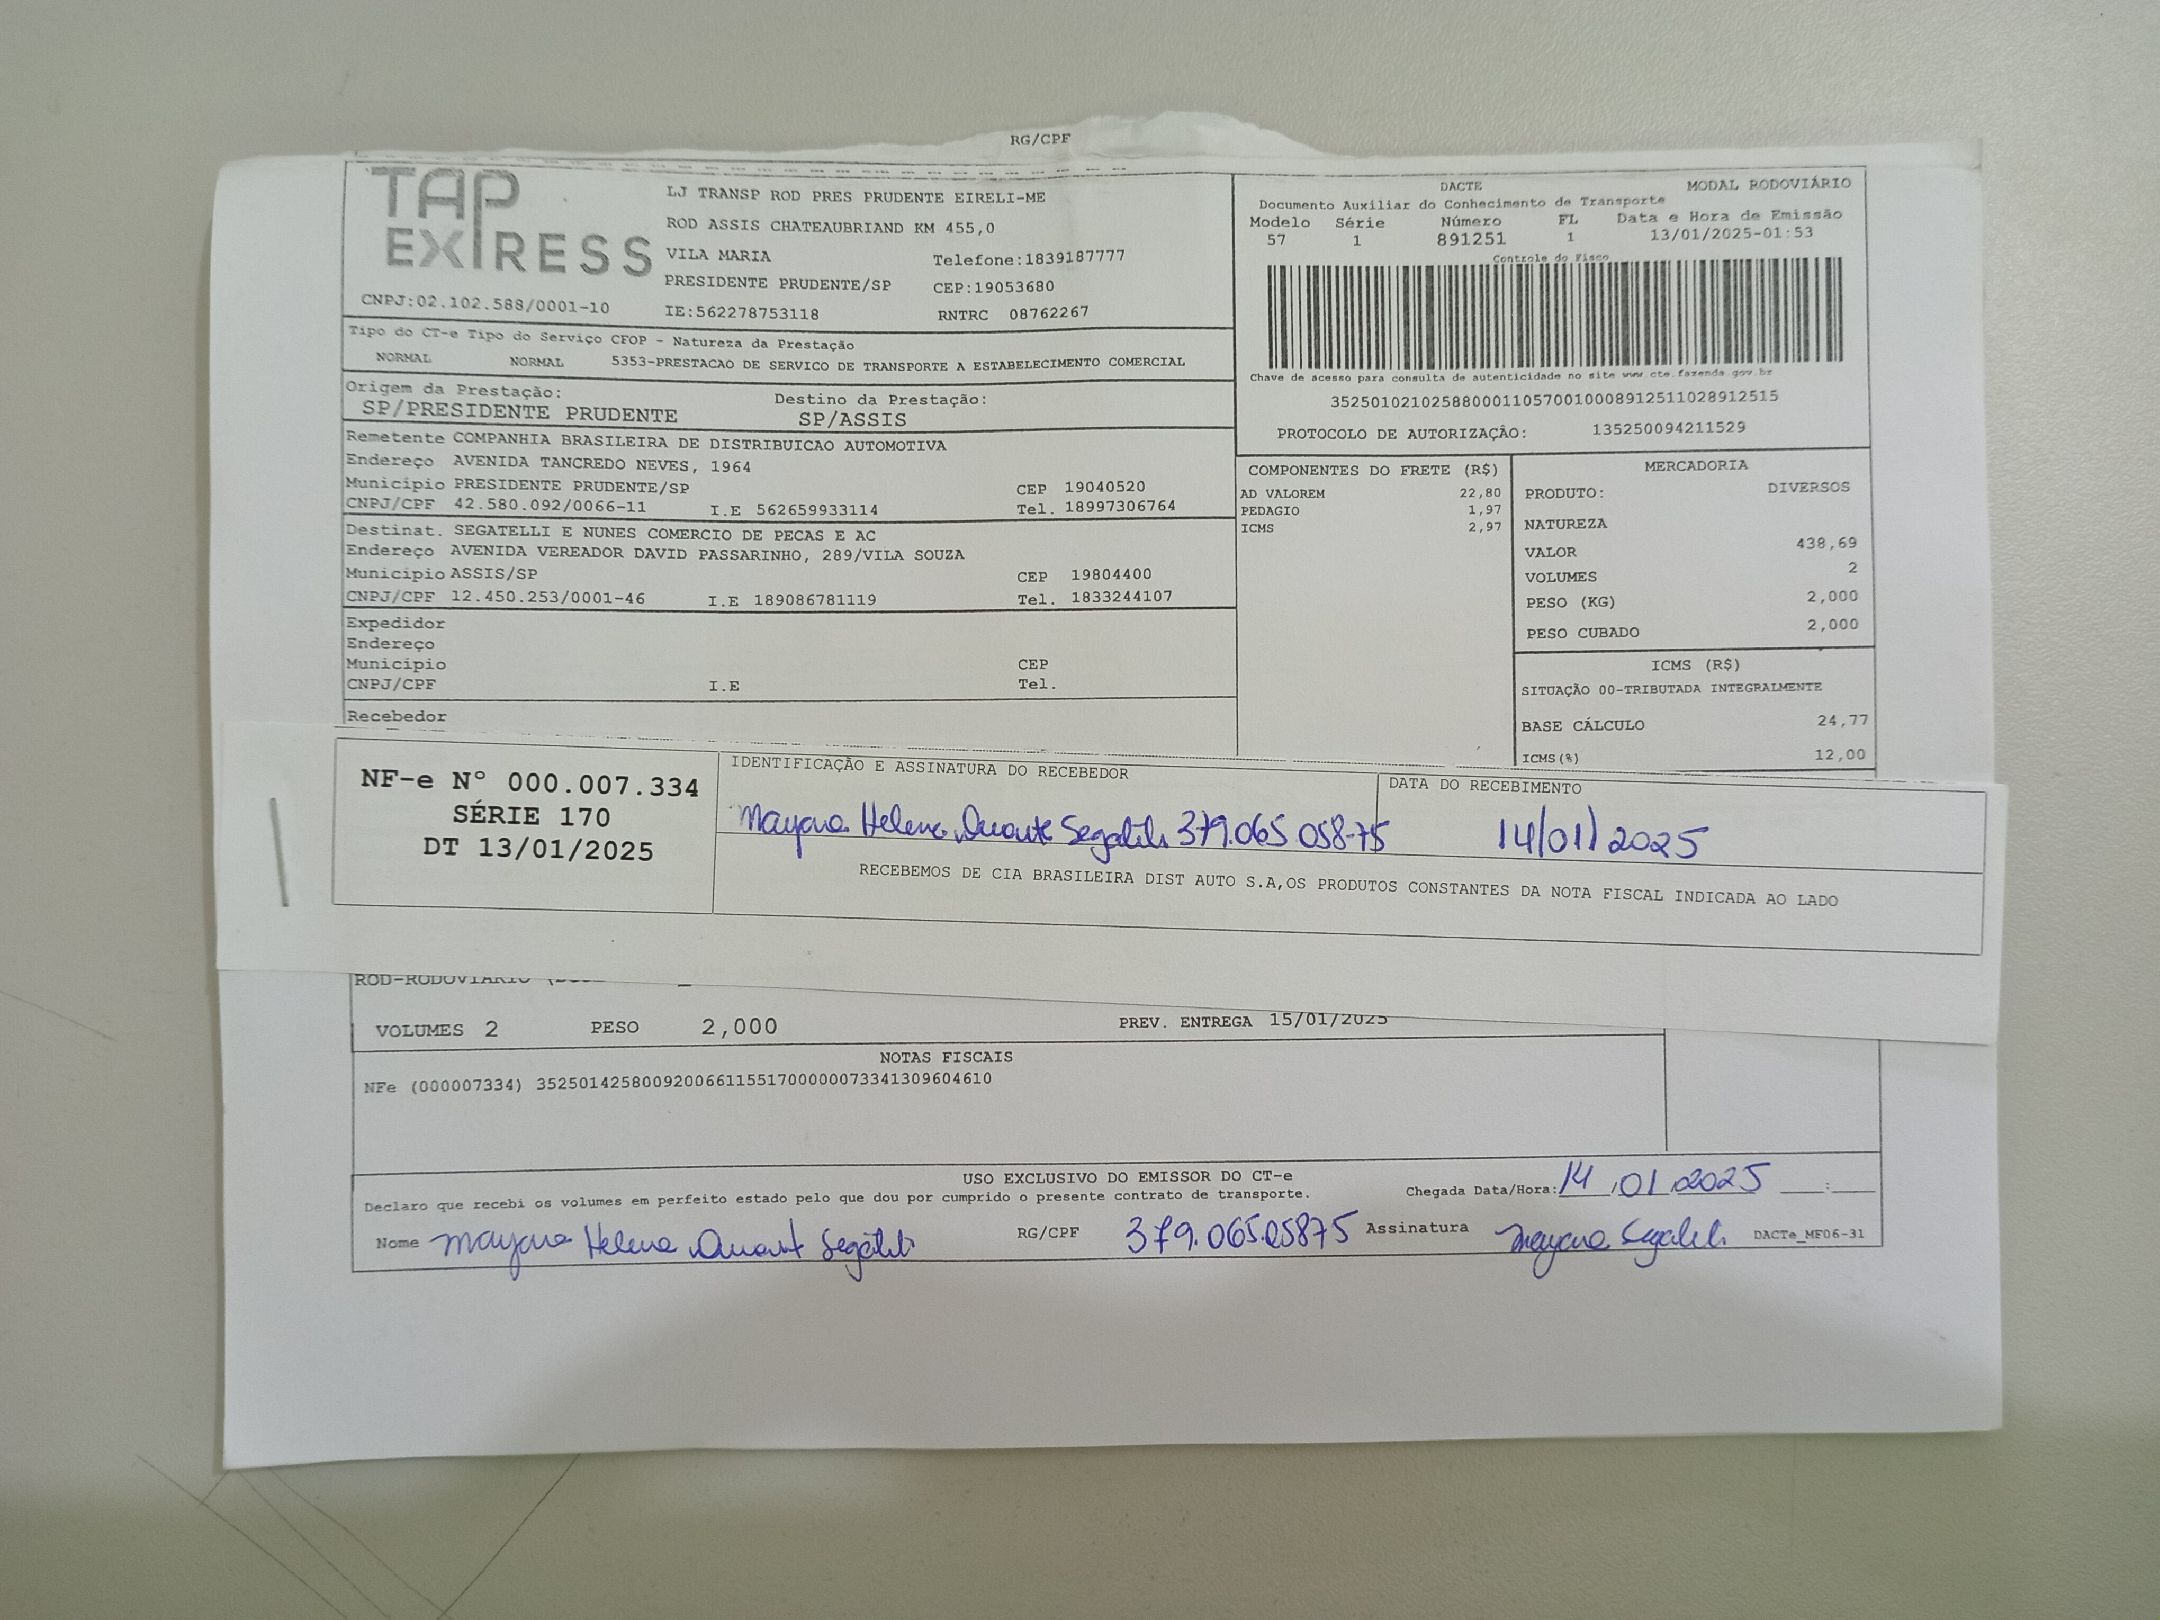 RG/CPF
TAP EXPRESS
LJ TRANSP ROD PRES PRUDENTE EIRELI-ME
ROD ASSIS CHATEAUBRIAND KM 455,0
VILA MARIA Telefone:1839187777
PRESIDENTE PRUDENTE/SP CEP:19053680
CNPJ:02.102.588/0001-10 IE:562278753118 RNTRC 08762267
DACTE MODAL RODOVIÁRIO
Documento Auxiliar do Conhecimento de Transporte
Modelo Série Número FL Data e Hora de Emissão
57 1 891251 1 13/01/2025-01:53
Controle do Fisco
Chave de acesso para consulta de autenticidade no site www.cte.fazenda.gov.br
35250102102588000110570010008912511028912515
PROTOCOLO DE AUTORIZAÇÃO: 135250094211529
Tipo do CT-e Tipo do Serviço CFOP - Natureza da Prestação
NORMAL NORMAL 5353-PRESTACAO DE SERVICO DE TRANSPORTE A ESTABELECIMENTO COMERCIAL
Origem da Prestação: Destino da Prestação:
SP/PRESIDENTE PRUDENTE SP/ASSIS
Remetente COMPANHIA BRASILEIRA DE DISTRIBUICAO AUTOMOTIVA
Endereço AVENIDA TANCREDO NEVES, 1964
Município PRESIDENTE PRUDENTE/SP CEP 19040520
CNPJ/CPF 42.580.092/0066-11 I.E 562659933114 Tel. 18997306764
Destinat. SEGATELLI E NUNES COMERCIO DE PECAS E AC
Endereço AVENIDA VEREADOR DAVID PASSARINHO, 289/VILA SOUZA
Município ASSIS/SP CEP 19804400
CNPJ/CPF 12.450.253/0001-46 I.E 189086781119 Tel. 1833244107
Expedidor
Endereço
Município CEP
CNPJ/CPF I.E Tel.
Recebedor
COMPONENTES DO FRETE (R$)
AD VALOREM 22,80
PEDAGIO 1,97
ICMS 2,97
MERCADORIA
PRODUTO: DIVERSOS
NATUREZA
VALOR 438,69
VOLUMES 2
PESO (KG) 2,000
PESO CUBADO 2,000
ICMS (R$)
SITUAÇÃO 00-TRIBUTADA INTEGRALMENTE
BASE CÁLCULO 24,77
ICMS(%) 12,00
NF-e Nº 000.007.334
SÉRIE 170
DT 13/01/2025
IDENTIFICAÇÃO E ASSINATURA DO RECEBEDOR
Mayara Helena Duarte Segatelli 379.065.058-75
DATA DO RECEBIMENTO
14/01/2025
RECEBEMOS DE CIA BRASILEIRA DIST AUTO S.A,OS PRODUTOS CONSTANTES DA NOTA FISCAL INDICADA AO LADO
ROD-RODOVIARIO
VOLUMES 2 PESO 2,000 PREV. ENTREGA 15/01/2025
NOTAS FISCAIS
NFe (000007334) 35250142580092006611551700000073341309604610
USO EXCLUSIVO DO EMISSOR DO CT-e
Declaro que recebi os volumes em perfeito estado pelo que dou por cumprido o presente contrato de transporte. Chegada Data/Hora: 14/01/2025 __:__
Nome Mayara Helena Duarte Segatelli RG/CPF 379.065.05875 Assinatura Mayara Segatelli DACTe_MF06-31